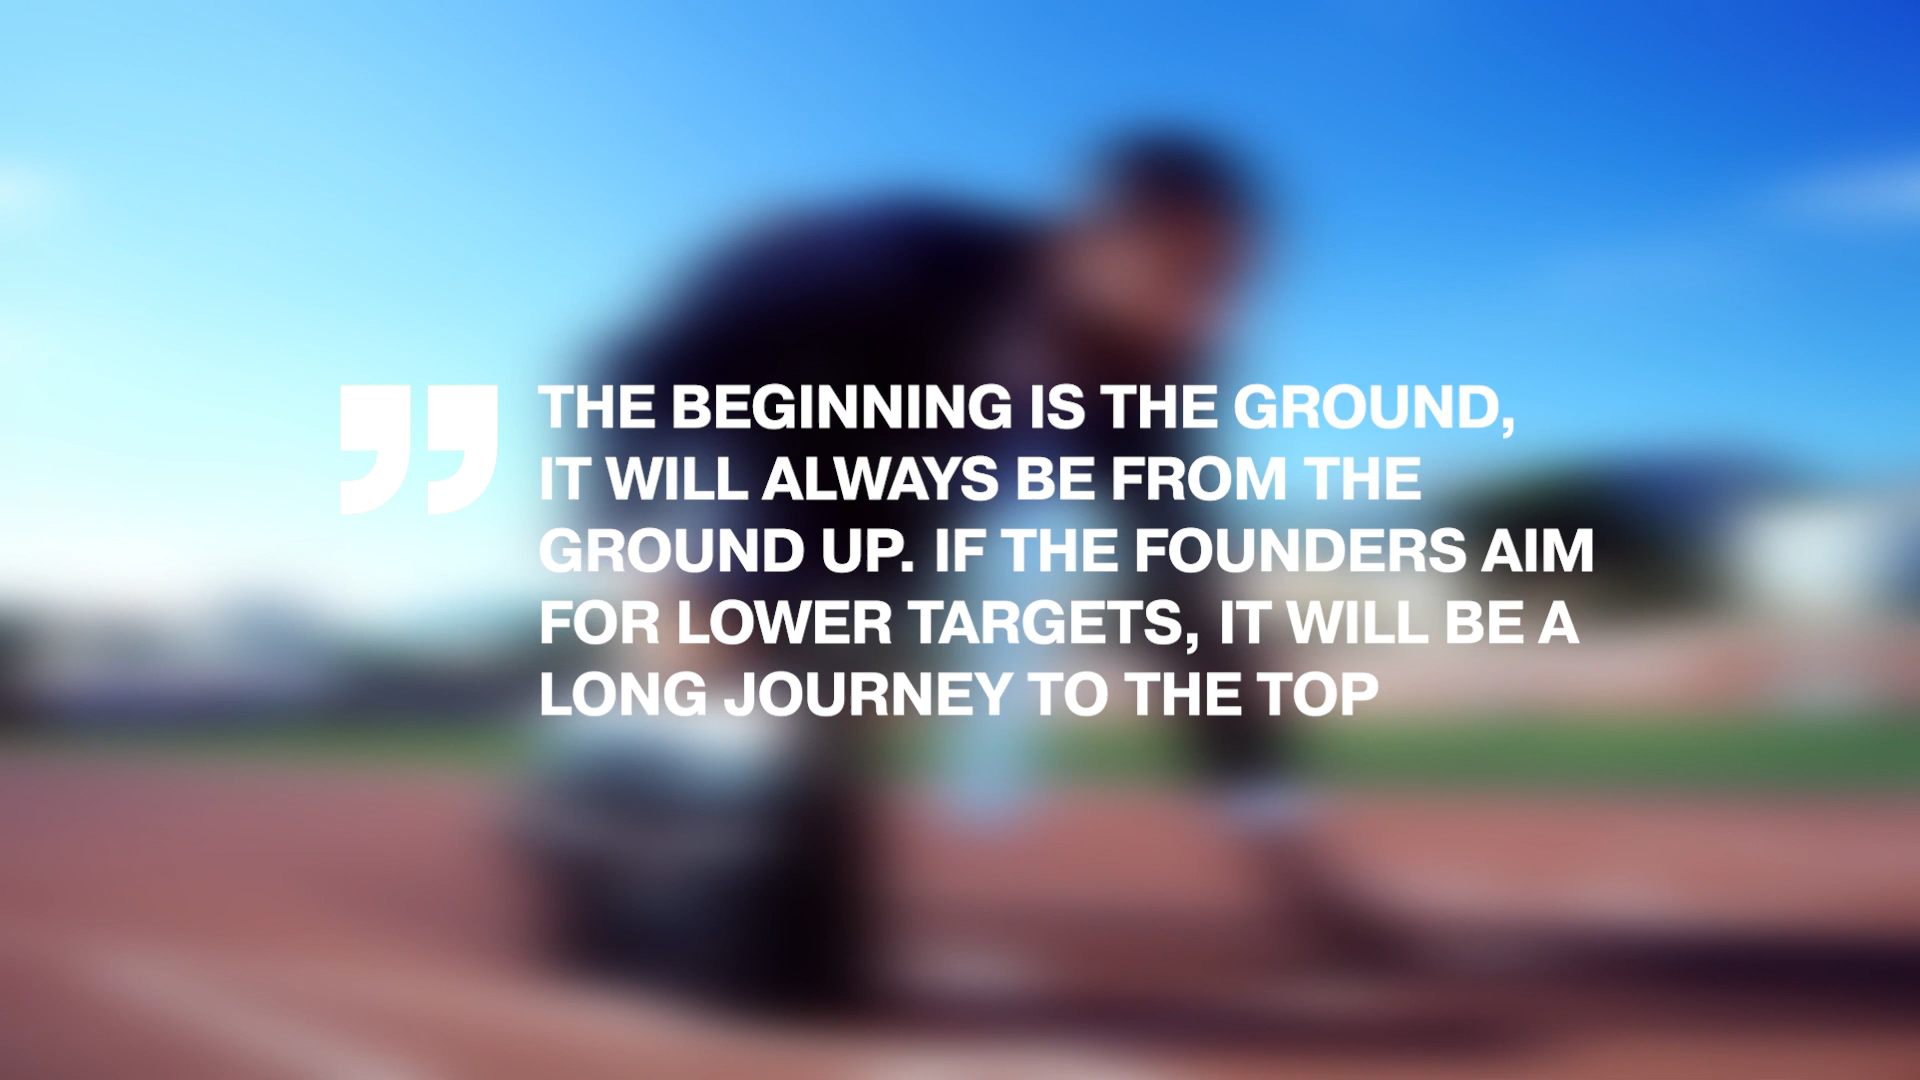 THE BEGINNING IS THE GROUND,
IT WILL ALWAYS BE FROM THE
GROUND UP. IF THE FOUNDERS AIM
FOR LOWER TARGETS, IT WILL BE A
LONG JOURNEY TO THE TOP